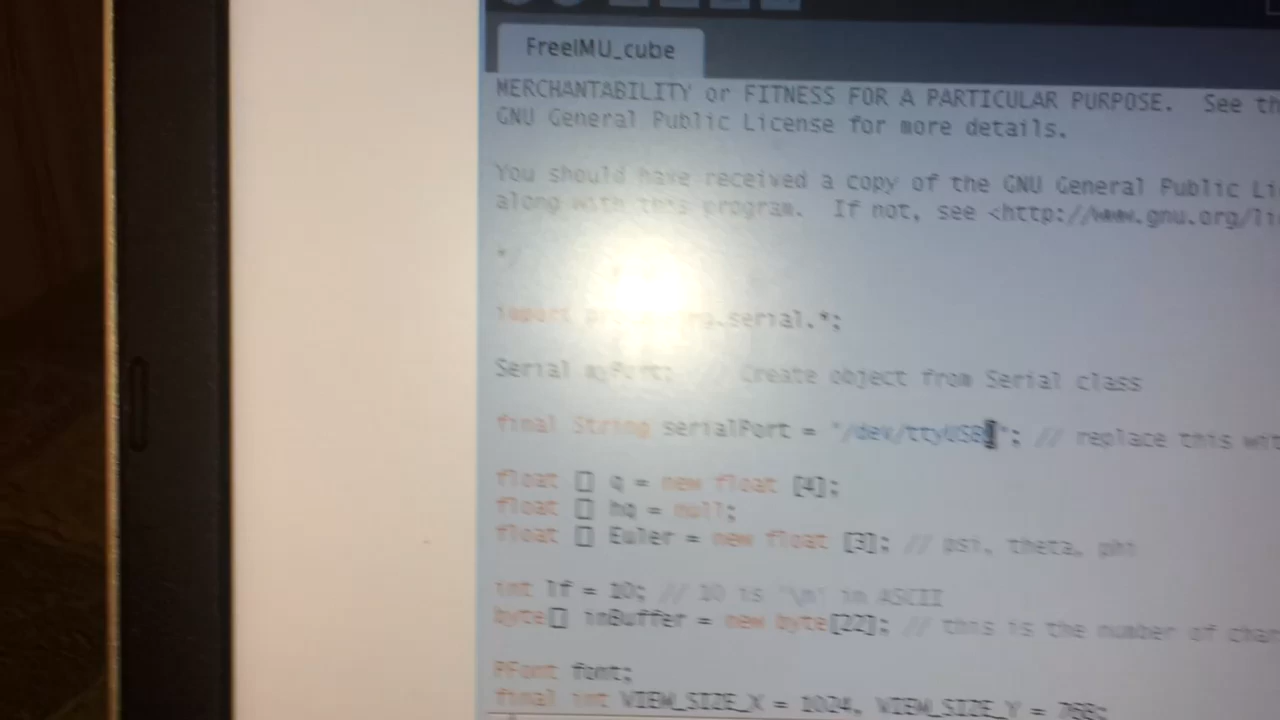 FreeIMU_cube
MERCHANTABILITY or FITNESS FOR A PARTICULAR PURPOSE. See th
GNU General Public License for more details.
You should have received a copy of the GNU General Public Li
along with this program. If not, see <http://www.gnu.org/li
*/
import .serial.*;
Serial myPort; // Create object from Serial class
final String serialPort = "/dev/ttyUSB "; // replace this wit
float [] q = new float [4];
float [] hq = null;
float [] Euler = new float [3]; // psi, theta, phi
int lf = 10; // 10 is '\n' in ASCII
byte[] inBuffer = new byte[22]; // this is the number of char
PFont font;
final int VIEW_SIZE_X = 1024, VIEW_SIZE_Y = 768;